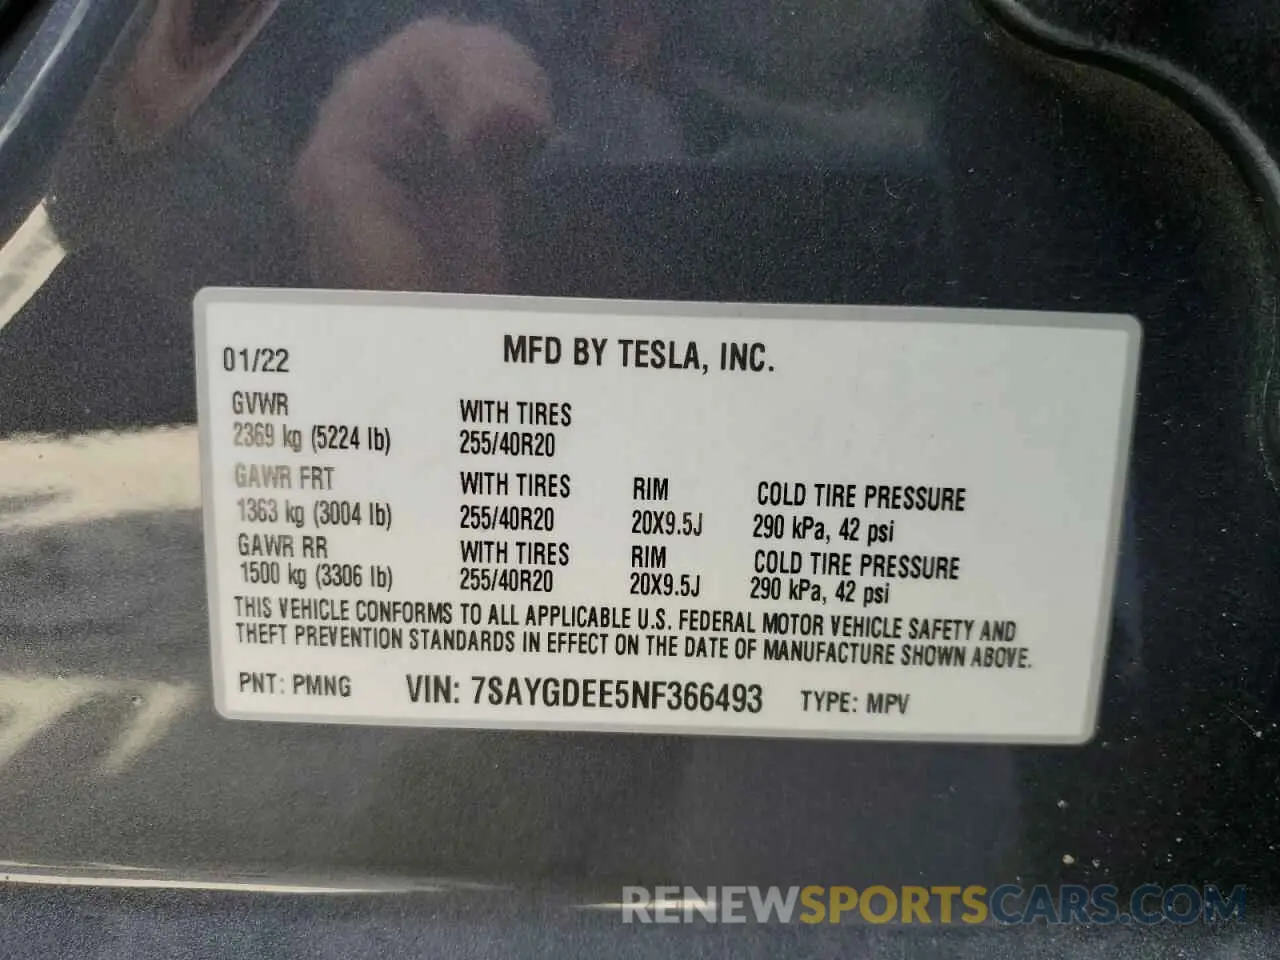 MFD BY TESLA, INC.
01/22
GVWR WITH TIRES
2369 kg (5224 lb) 255/40R20
GAWR FRT WITH TIRES RIM COLD TIRE PRESSURE
1363 kg (3004 lb) 255/40R20 20X9.5J 290 kPa, 42 psi
GAWR RR WITH TIRES RIM COLD TIRE PRESSURE
1500 kg (3306 lb) 255/40R20 20X9.5J 290 kPa, 42 psi
THIS VEHICLE CONFORMS TO ALL APPLICABLE U.S. FEDERAL MOTOR VEHICLE SAFETY AND
THEFT PREVENTION STANDARDS IN EFFECT ON THE DATE OF MANUFACTURE SHOWN ABOVE.
PNT: PMNG VIN: 7SAYGDEE5NF366493 TYPE: MPV
RENEWSPORTSCARS.COM